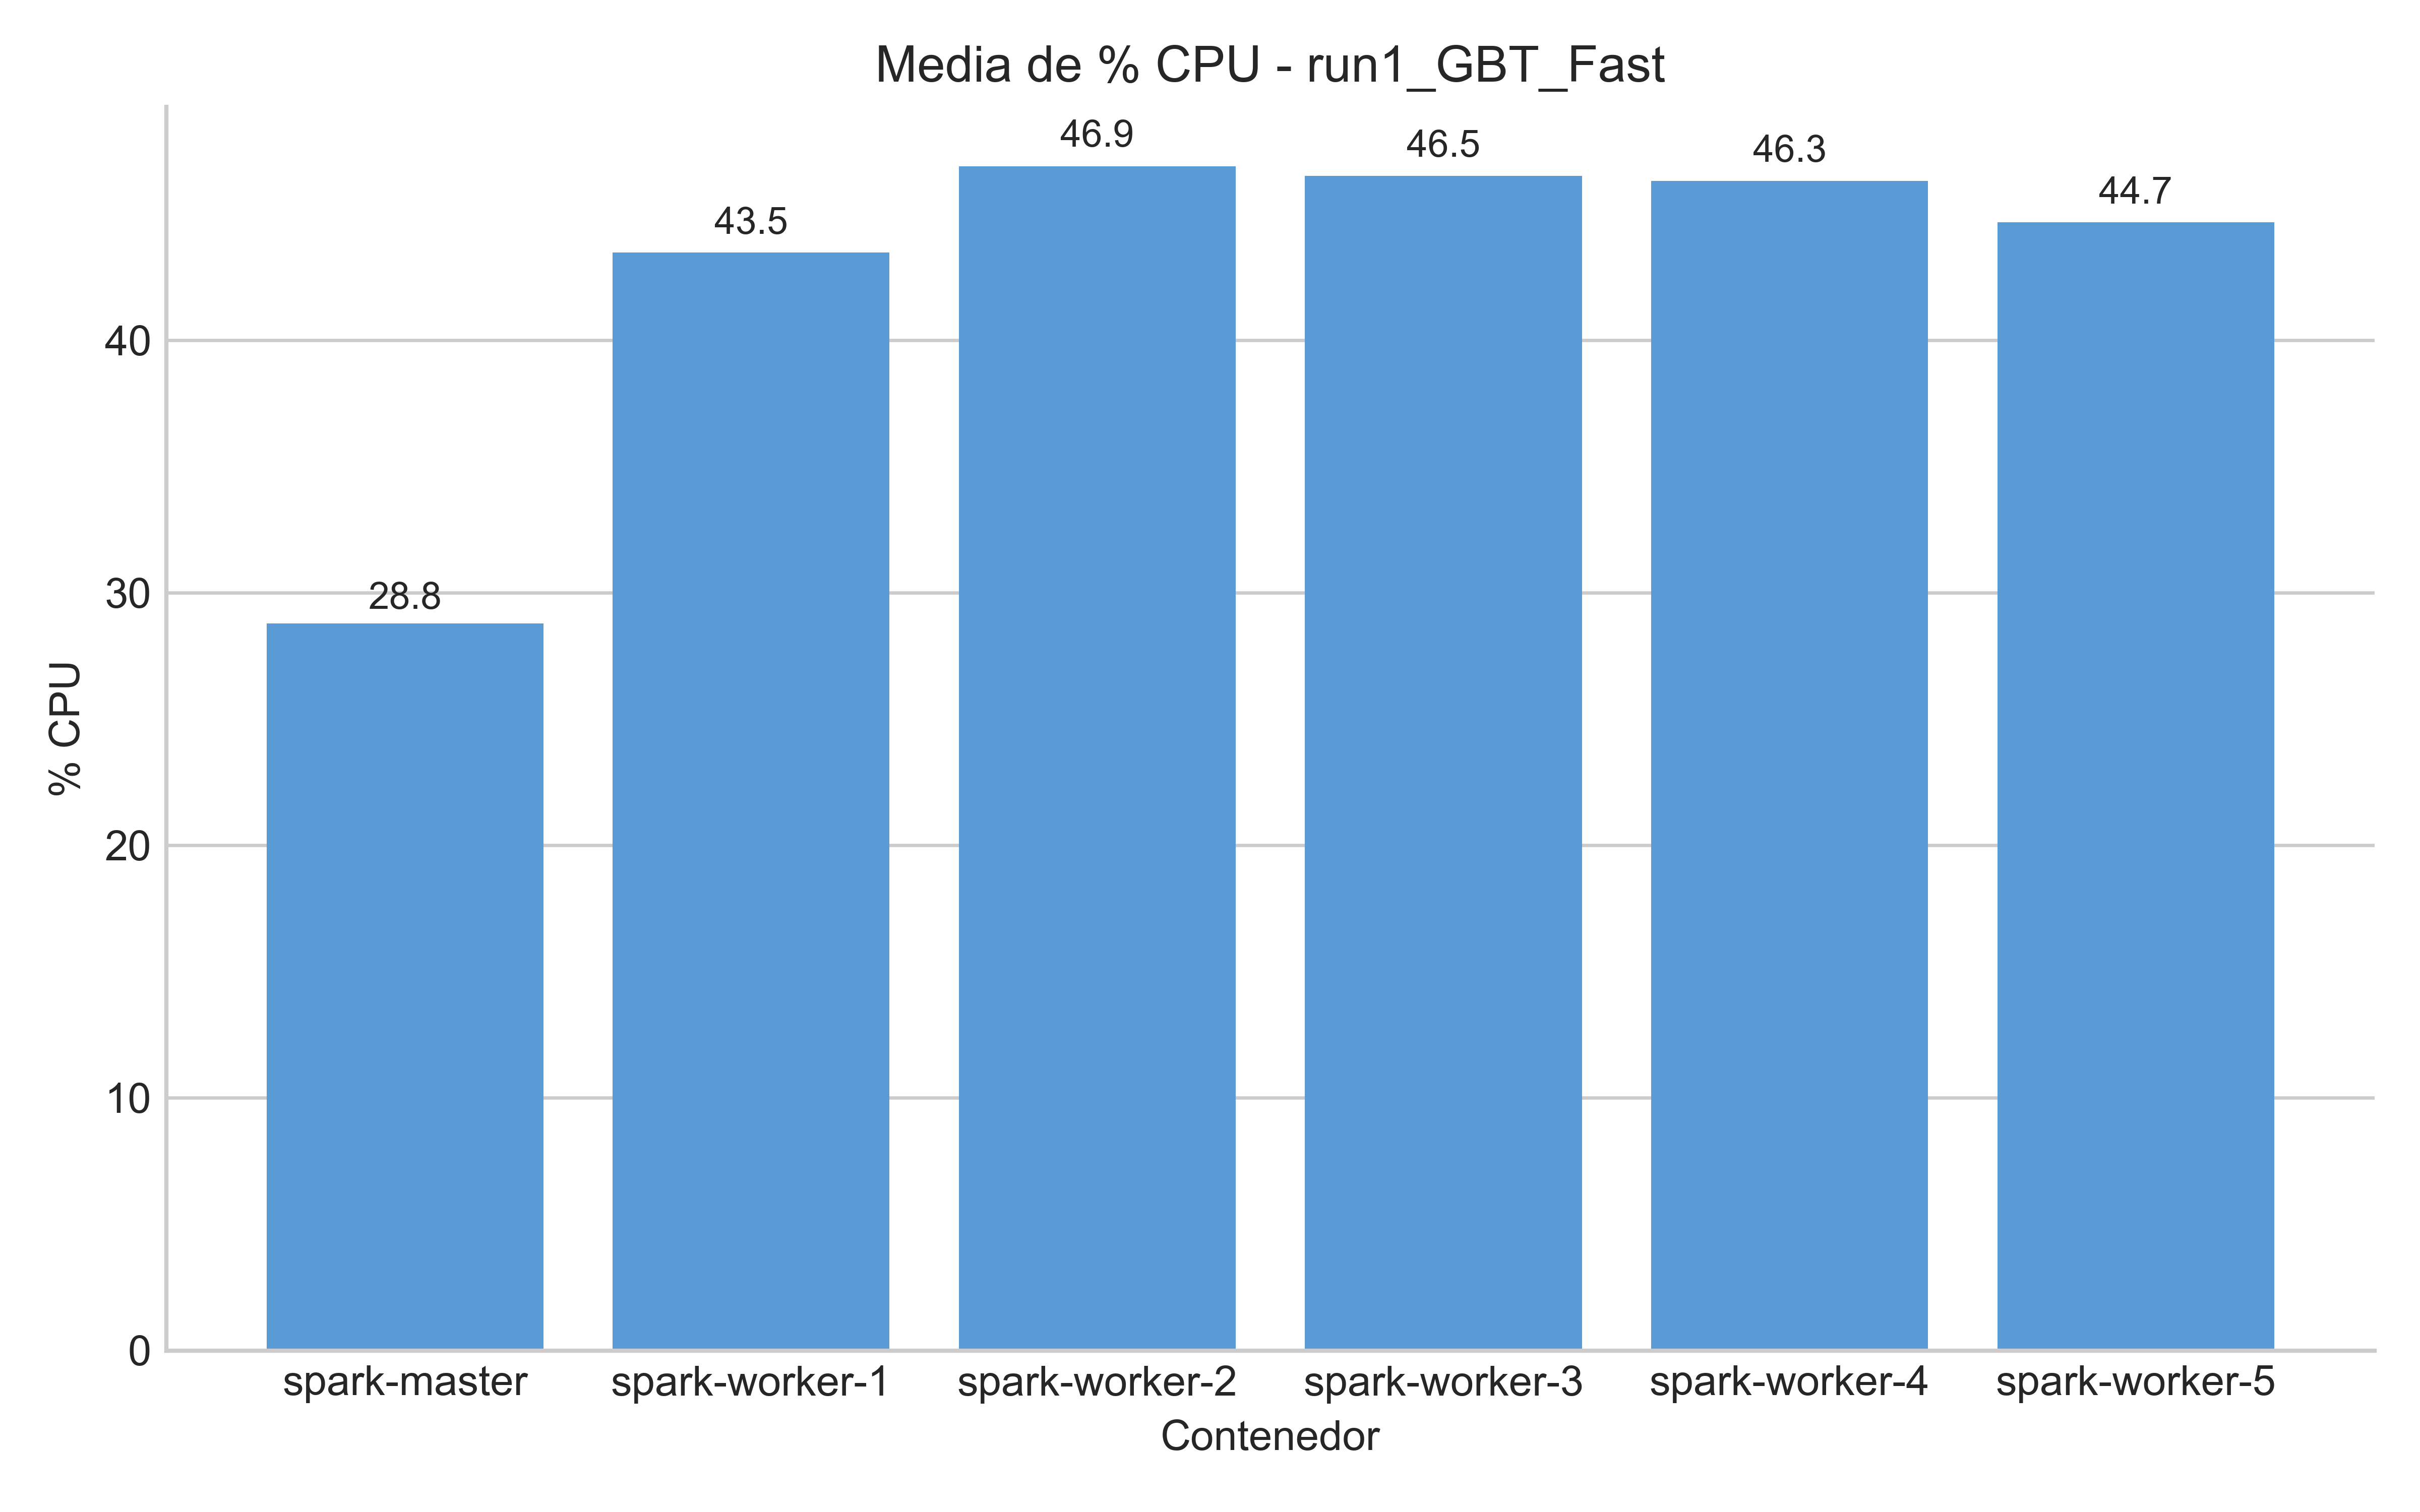 Media de % CPU - run1_GBT_Fast
46.9
46.5
46.3
44.7
43.5
40
28.8
30
% CPU
20
10
0
spark-master spark-worker-1 spark-worker-2 spark-worker-3 spark-worker-4 spark-worker-5
Contenedor